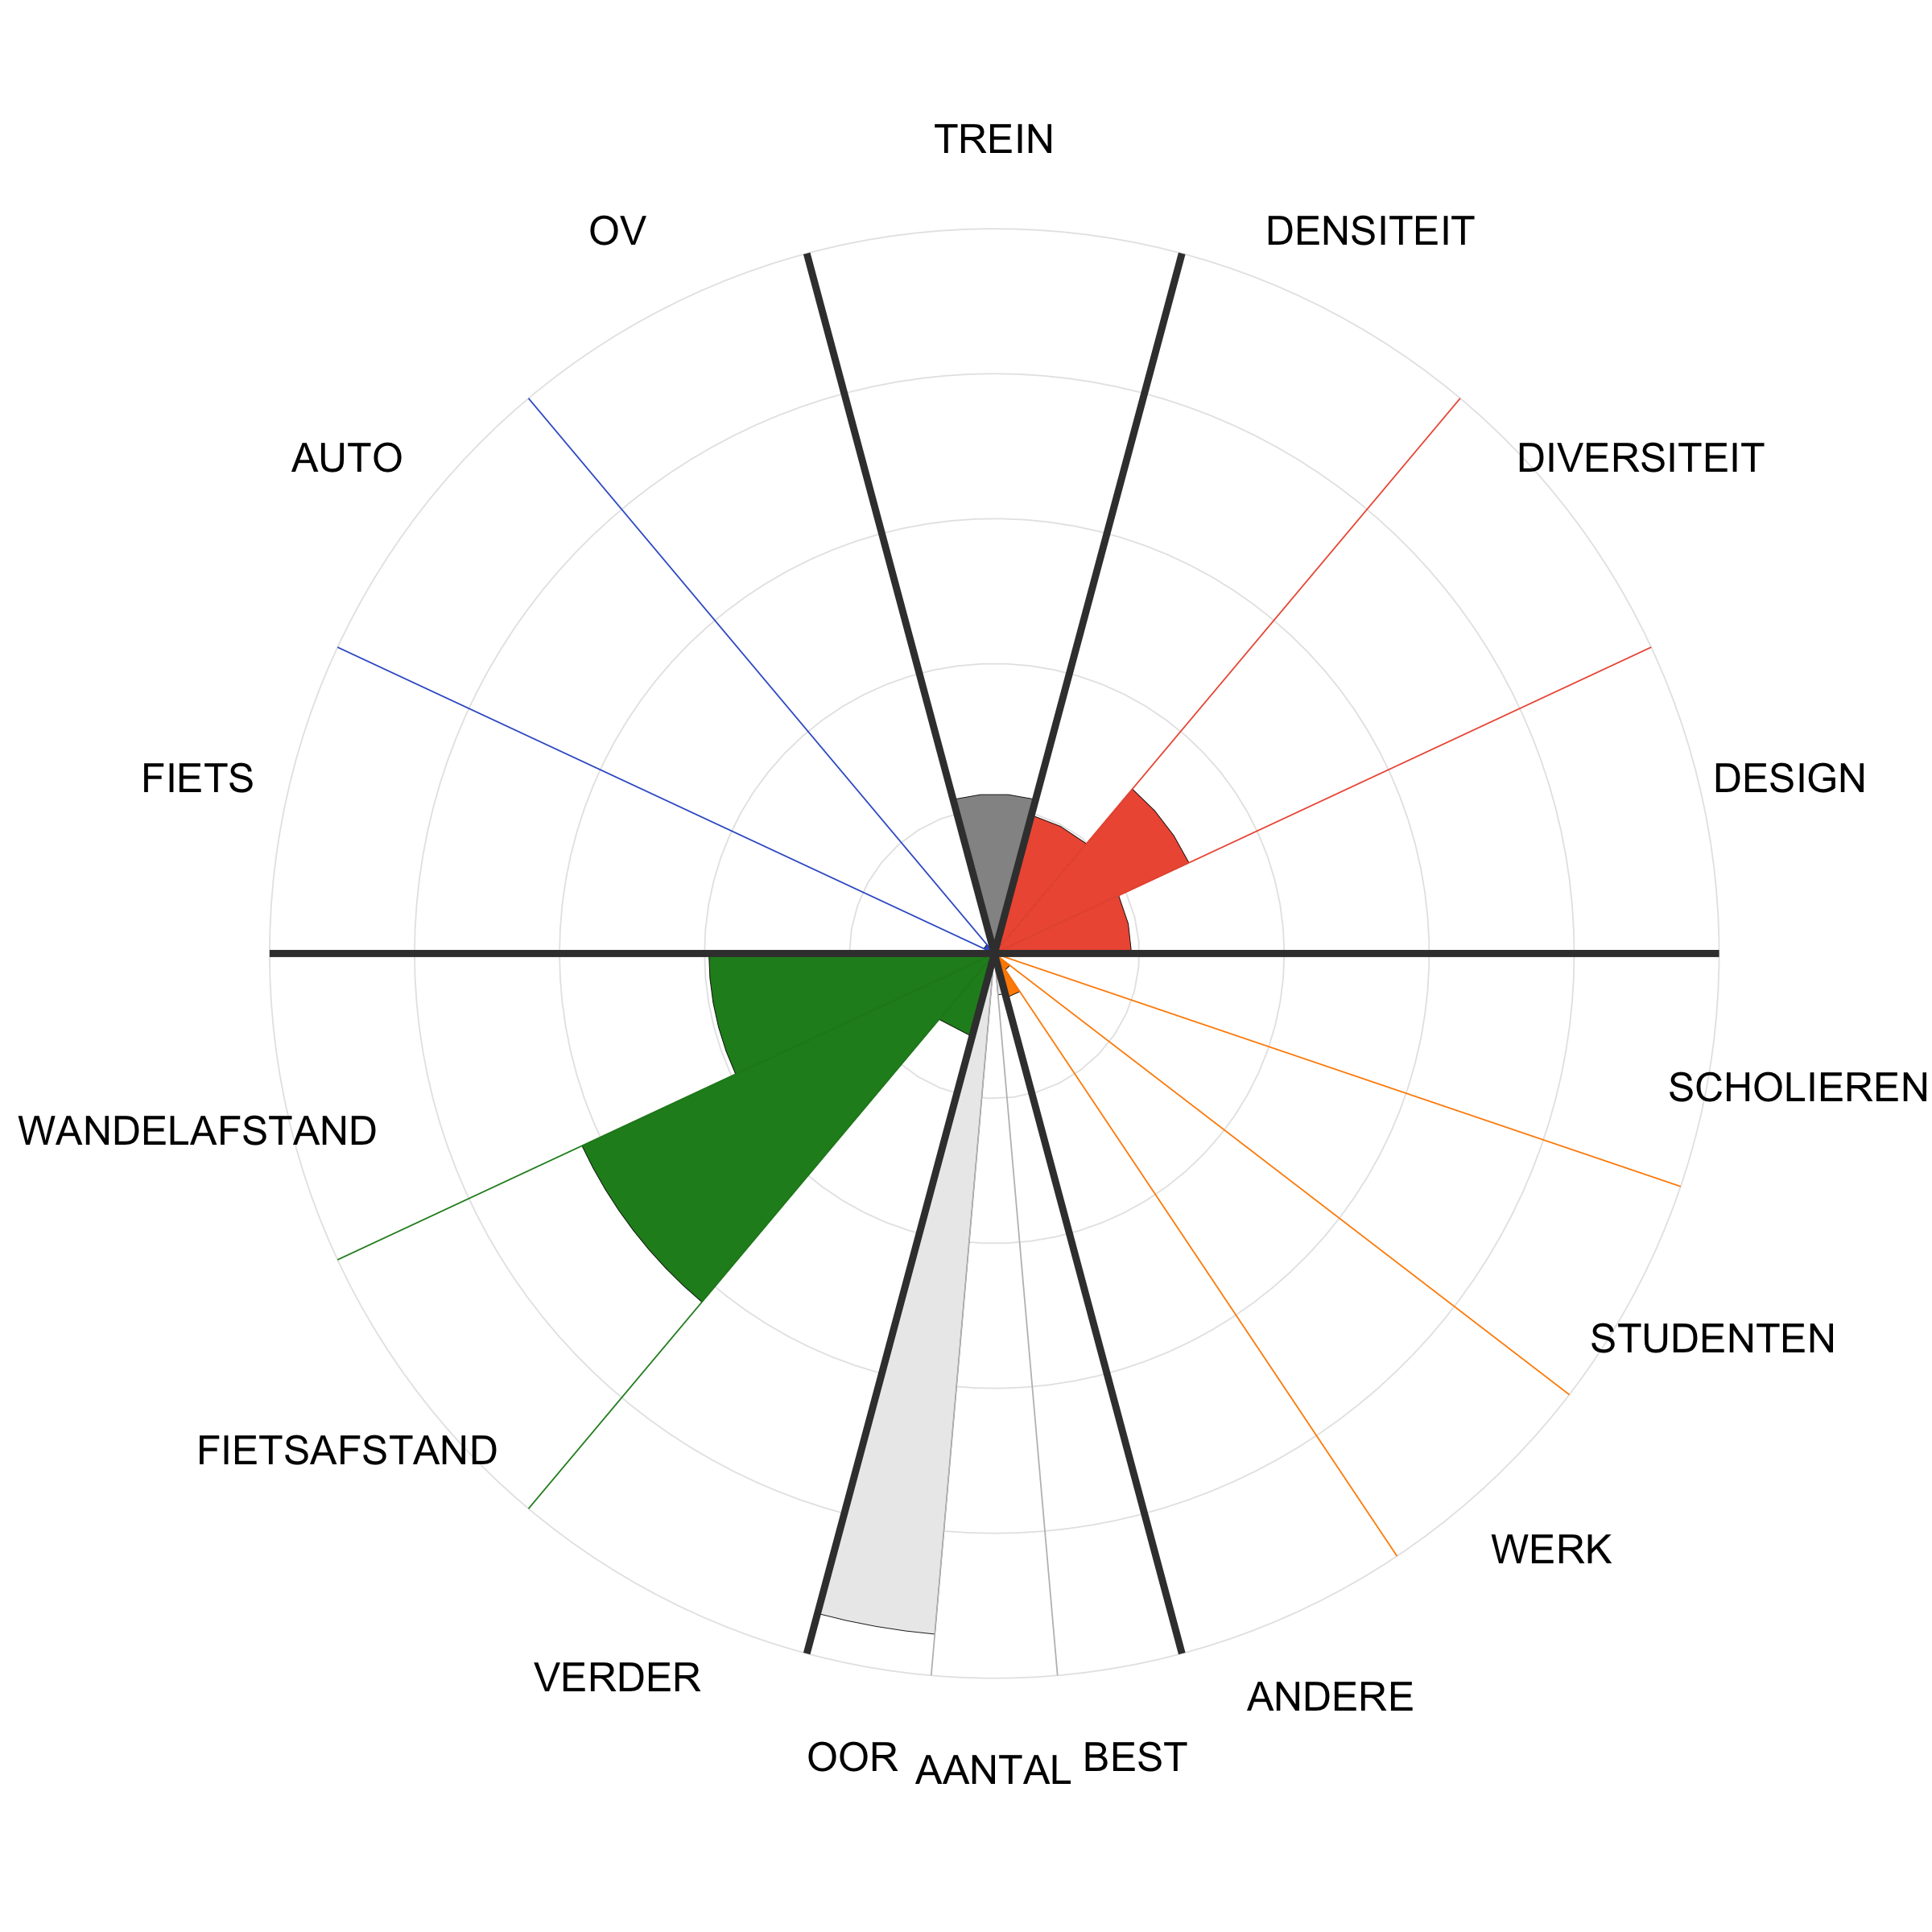 TREIN
OV
DENSITEIT
AUTO
DIVERSITEIT
FIETS
DESIGN
SCHOLIEREN
WANDELAFSTAND
STUDENTEN
FIETSAFSTAND
WERK
VERDER
ANDERE
OOR
AANTAL
BEST